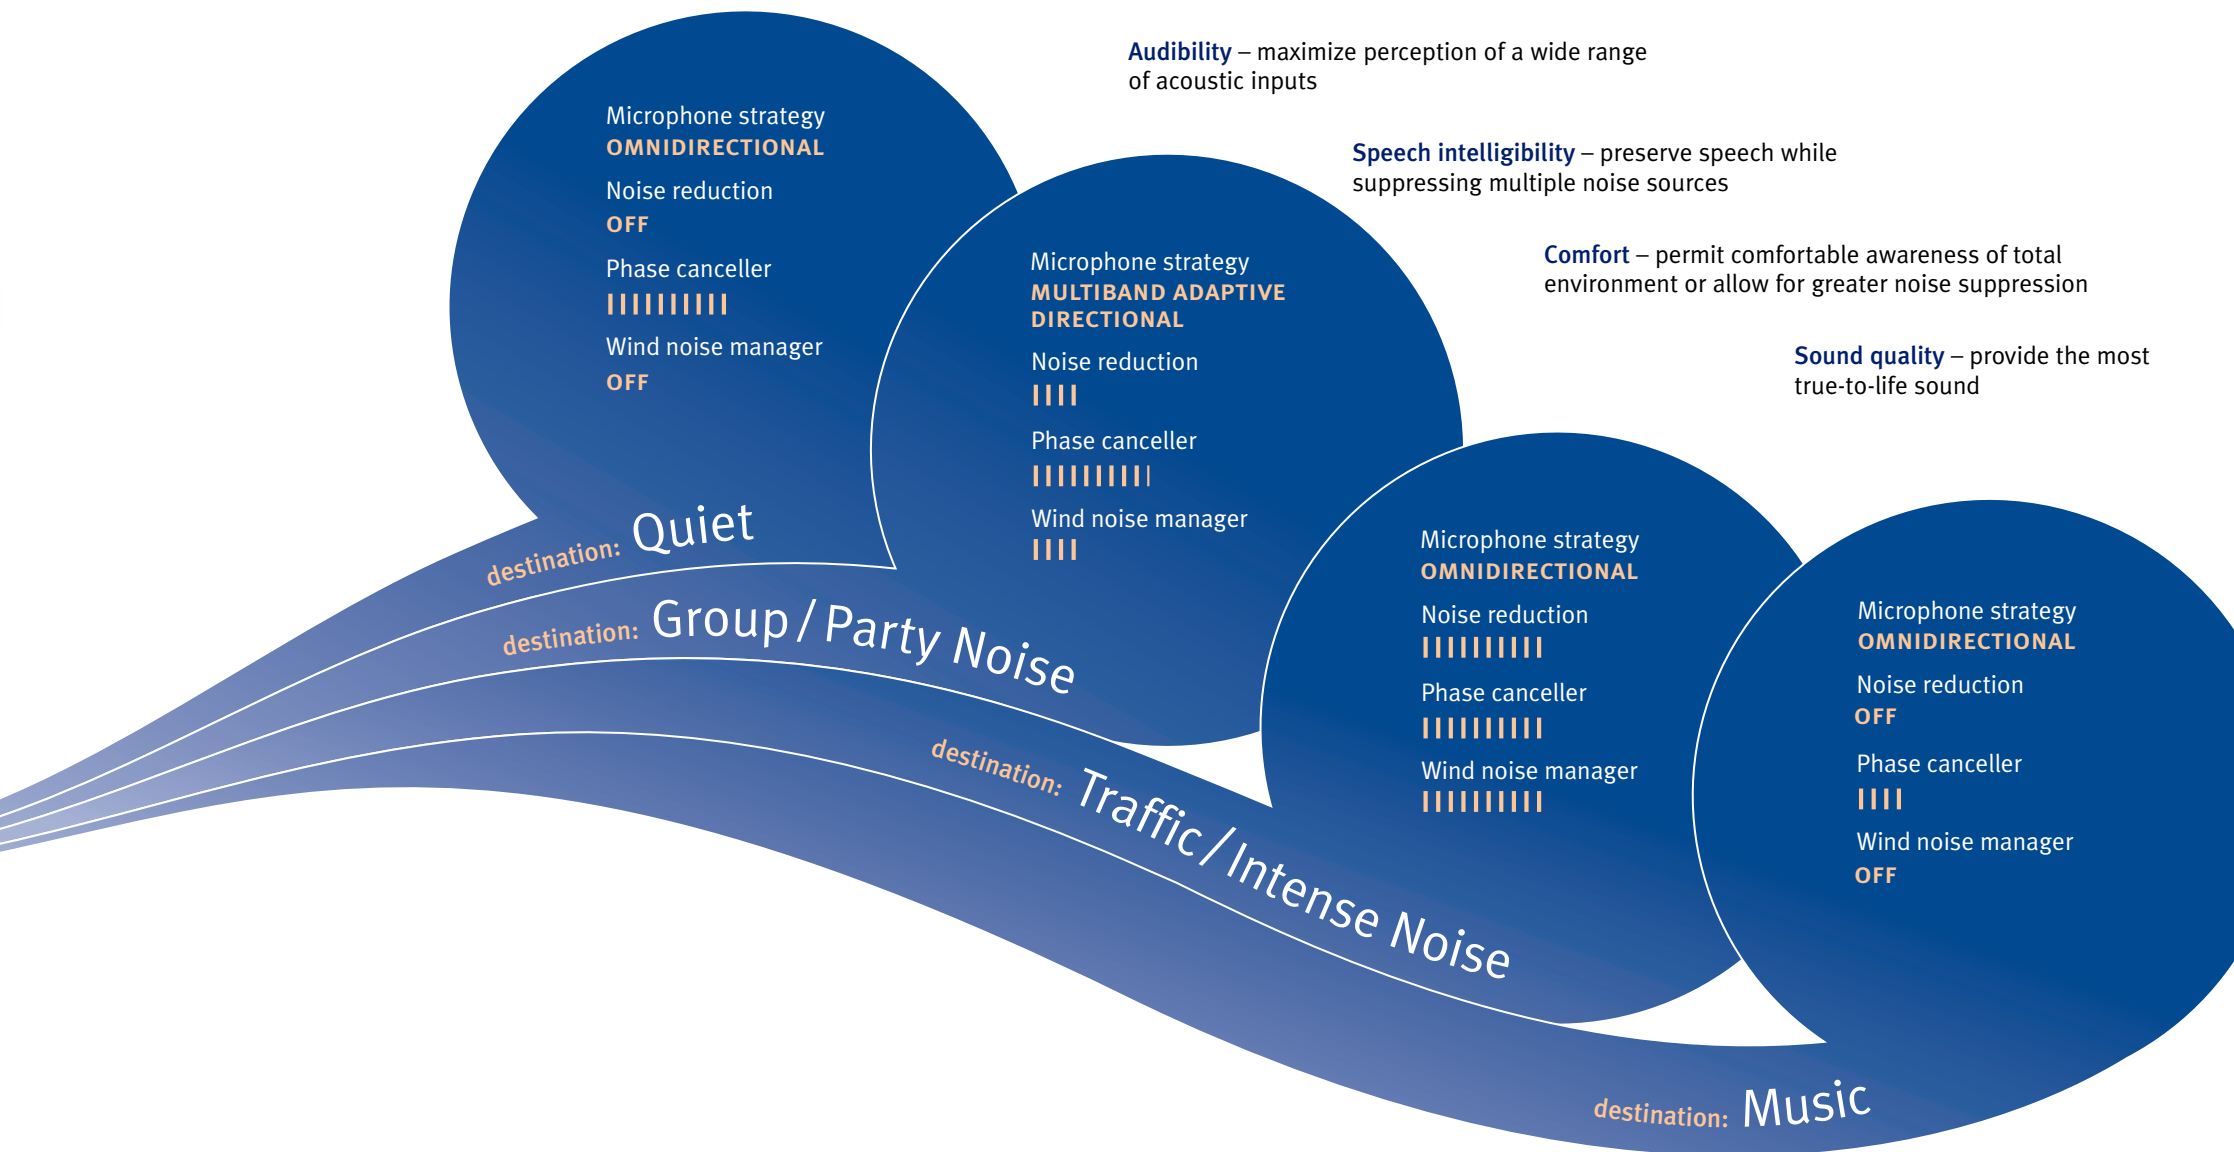 Audibility – maximize perception of a wide range
of acoustic inputs
Speech intelligibility – preserve speech while
suppressing multiple noise sources
Comfort – permit comfortable awareness of total
environment or allow for greater noise suppression
Sound quality – provide the most
true-to-life sound
Microphone strategy
OMNIDIRECTIONAL
Noise reduction
OFF
Phase canceller
Wind noise manager
OFF
destination: Quiet
Microphone strategy
MULTIBAND ADAPTIVE
DIRECTIONAL
Noise reduction
Phase canceller
Wind noise manager
destination: Group / Party Noise
Microphone strategy
OMNIDIRECTIONAL
Noise reduction
Phase canceller
Wind noise manager
destination: Traffic / Intense Noise
Microphone strategy
OMNIDIRECTIONAL
Noise reduction
OFF
Phase canceller
Wind noise manager
OFF
destination: Music